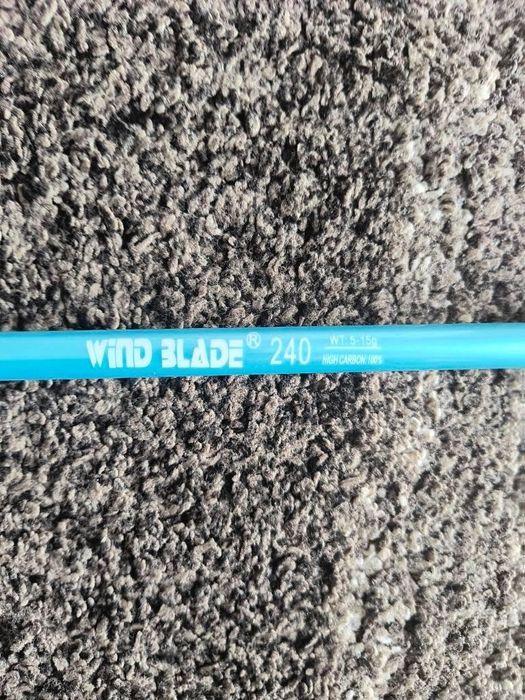 WiND BLADE® 240
WT: 5-15g
HIGH CARBON: 100%